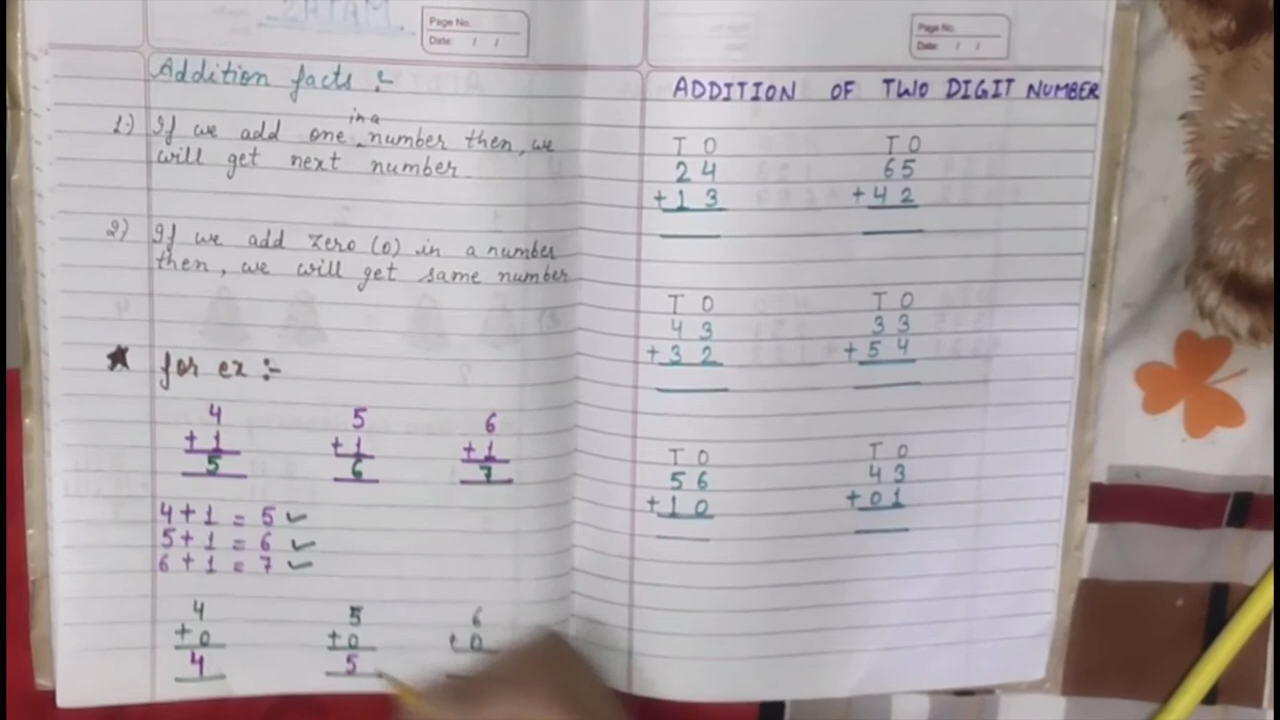 Page No.
Date: / /
Addition facts :-
1.) If we add one in a number then, we
will get next number
2) If we add zero (0) in a number
then, we will get same number
★ for ex :-
4 5 6
+1 +1 +1
5 6 7
4 + 1 = 5 ✓
5 + 1 = 6 ✓
6 + 1 = 7 ✓
4 5 6
+0 +0 +0
4 5
Page No.
Date: / /
ADDITION OF TWO DIGIT NUMBER
T O T O
2 4 6 5
+ 1 3 + 4 2
T O T O
4 3 3 3
+ 3 2 + 5 4
T O T O
5 6 4 3
+ 1 0 + 0 1